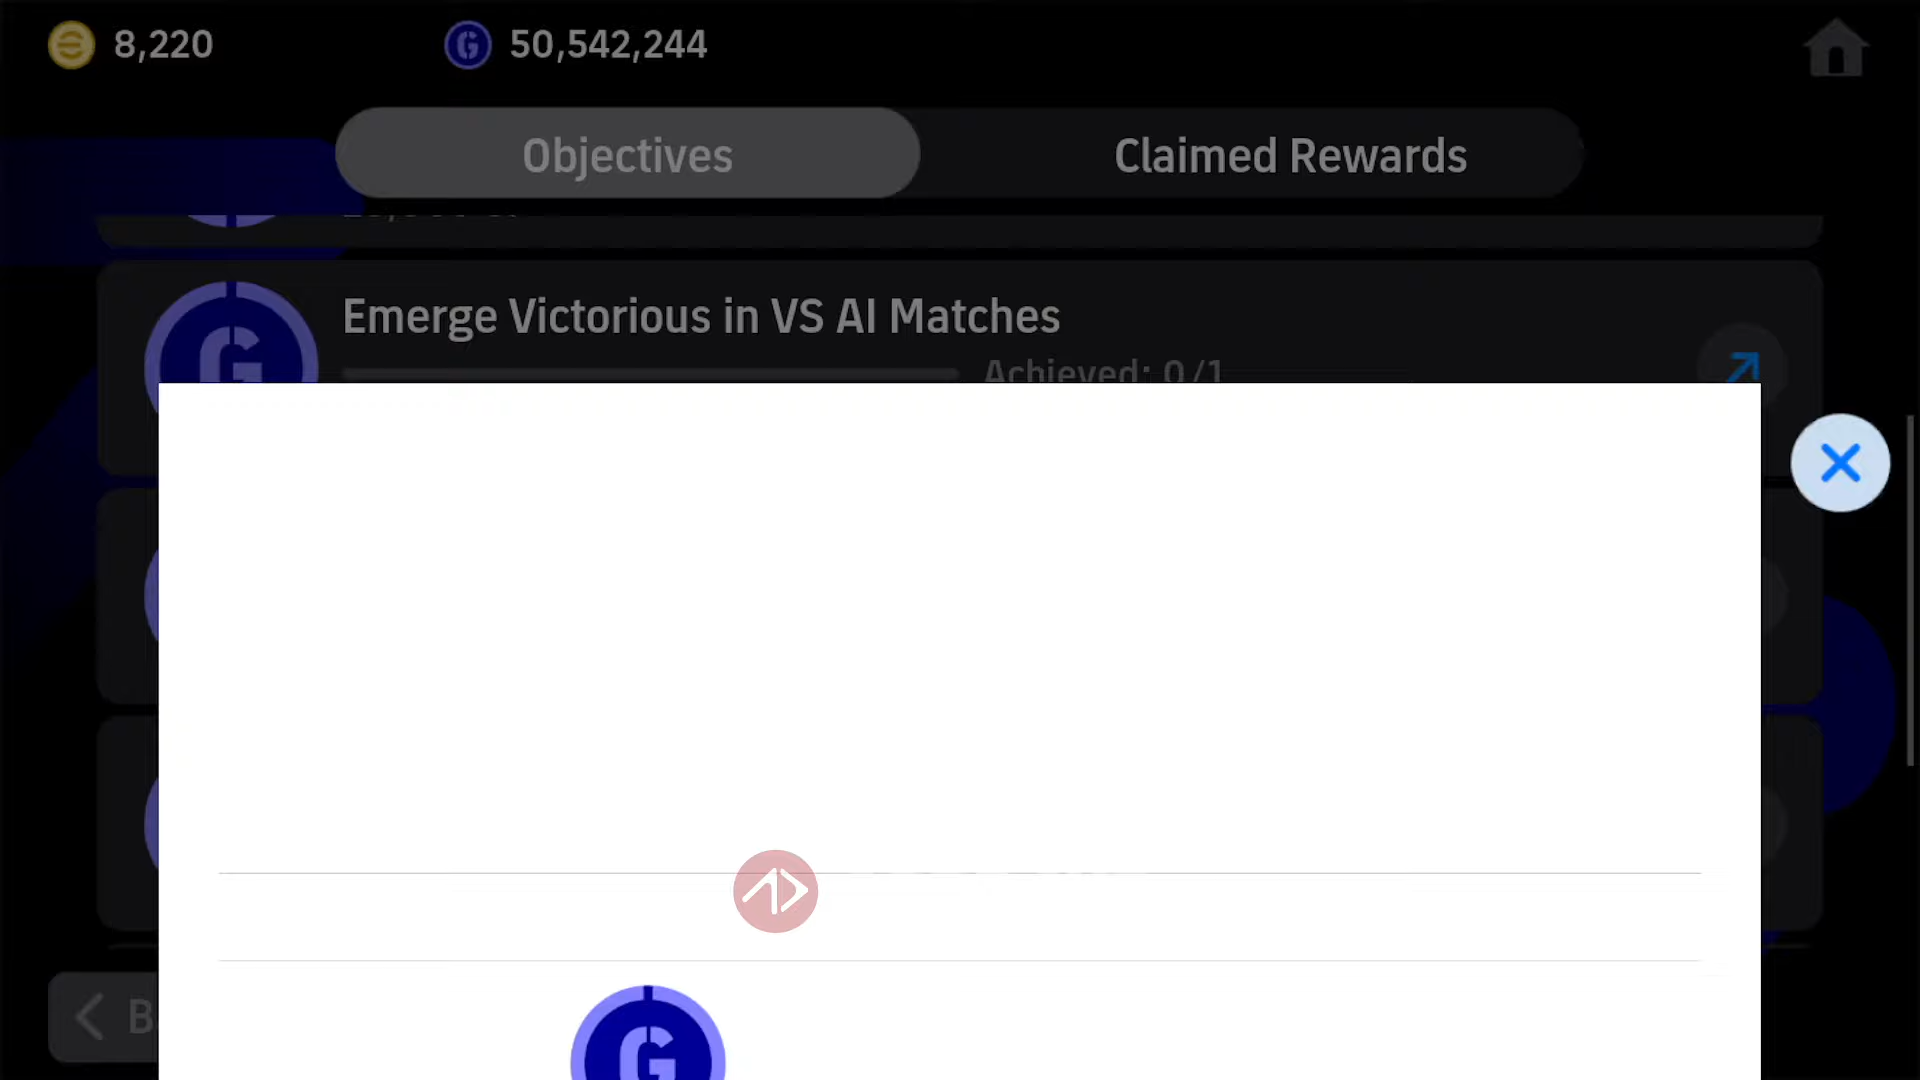 8,220
50,542,244
Objectives
Claimed Rewards
Emerge Victorious in VS AI Matches
Achieved: 0/1